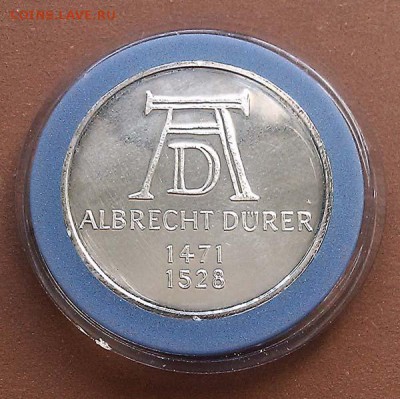 COINS.LAVE.RU
AD
ALBRECHT DÜRER
1471
1528